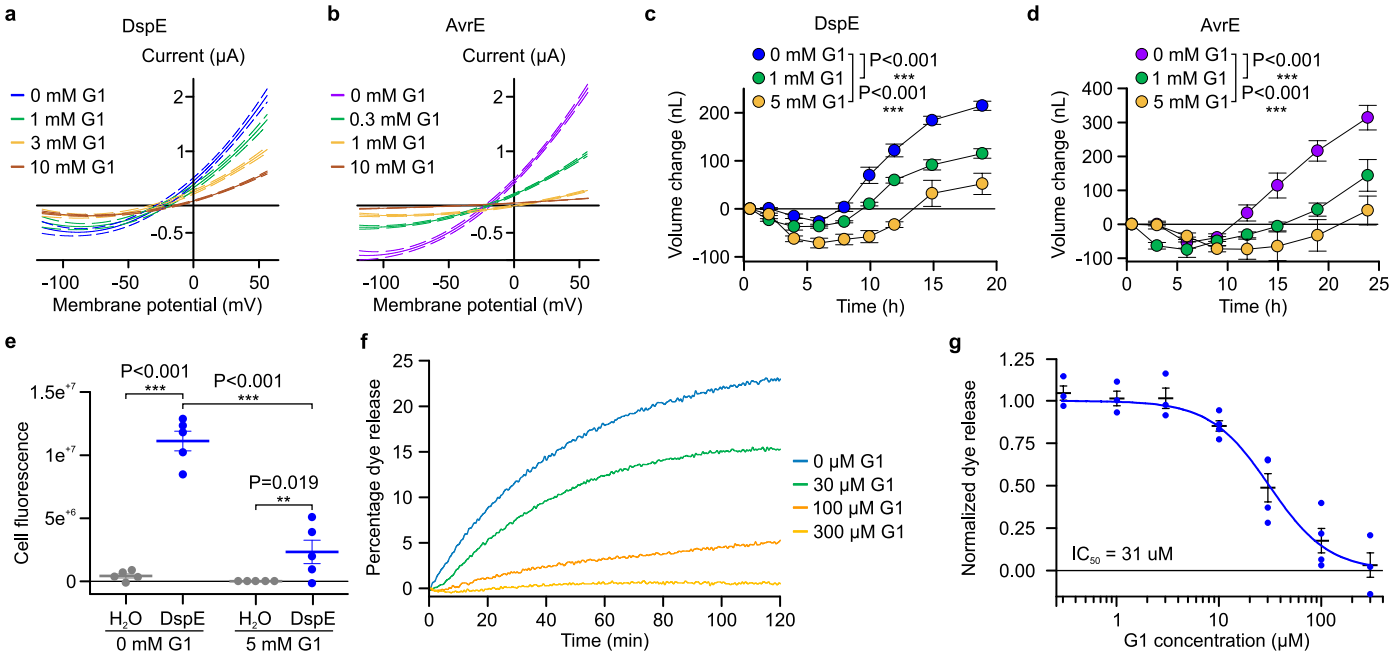 a
DspE
Current (µA)
0 mM G1
1 mM G1
3 mM G1
10 mM G1
2
1
-0.5
-100
-50
0
50
Membrane potential (mV)
b
AvrE
Current (µA)
0 mM G1
0.3 mM G1
1 mM G1
10 mM G1
2
1
-0.5
-100
-50
0
50
Membrane potential (mV)
c
DspE
0 mM G1
1 mM G1
5 mM G1
P<0.001
***
P<0.001
***
Volume change (nL)
200
100
0
-100
0
5
10
15
20
Time (h)
d
AvrE
0 mM G1
1 mM G1
5 mM G1
P<0.001
***
P<0.001
***
Volume change (nL)
400
300
200
100
0
-100
0
5
10
15
20
25
Time (h)
e
Cell fluorescence
1.5e+7
1e+7
5e+6
0
P<0.001
***
P<0.001
***
P=0.019
**
H₂O
DspE
H₂O
DspE
0 mM G1
5 mM G1
f
Percentage dye release
25
20
15
10
5
0
0
20
40
60
80
100
120
Time (min)
0 µM G1
30 µM G1
100 µM G1
300 µM G1
g
Normalized dye release
1.25
1.00
0.75
0.50
0.25
0.00
IC₅₀ = 31 uM
1
10
100
G1 concentration (µM)